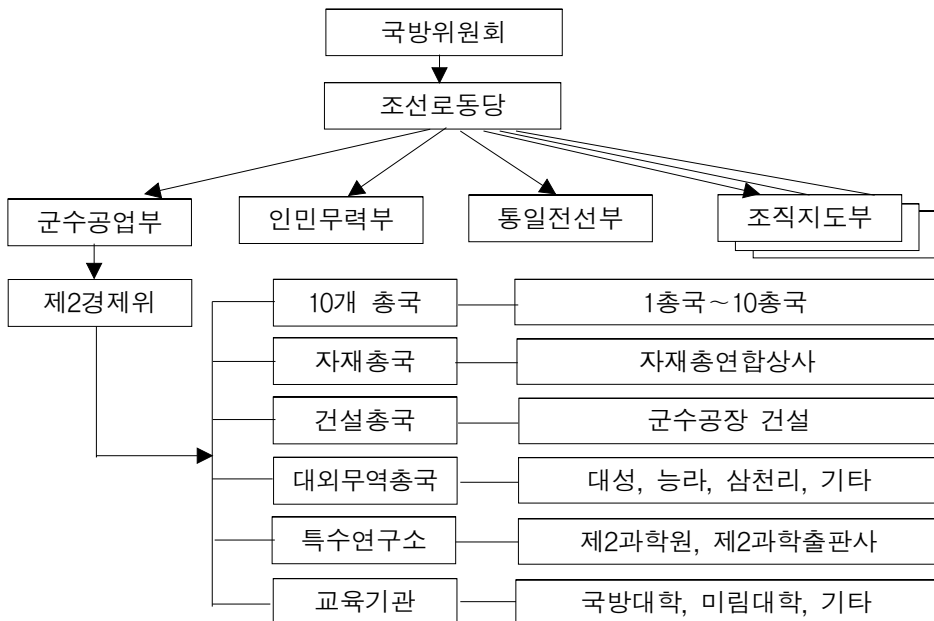 국방위원회
조선로동당
군수공업부
인민무력부
통일전선부
조직지도부
제2경제위
10개 총국
1총국～10총국
자재총국
자재총연합상사
건설총국
군수공장 건설
대외무역총국
대성, 능라, 삼천리, 기타
특수연구소
제2과학원, 제2과학출판사
교육기관
국방대학, 미림대학, 기타